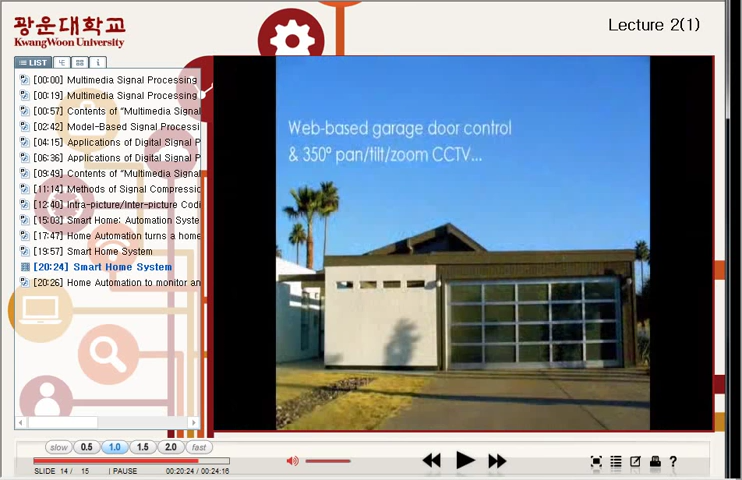 광운대학교
KwangWoon University
Lecture 2(1)
LIST
[00:00] Multimedia Signal Processing
[00:19] Multimedia Signal Processing
[00:57] Contents of "Multimedia Signal
[02:42] Model-Based Signal Processi
[04:15] Applications of Digital Signal P
[06:36] Applications of Digital Signal P
[09:49] Contents of "Multimedia Signal
[11:14] Methods of Signal Compressic
[12:40] Intra-picture/Inter-picture Codi
[15:03] Smart Home: Automation Syste
[17:47] Home Automation turns a home
[19:57] Smart Home System
[20:24] Smart Home System
[20:26] Home Automation to monitor an
Web-based garage door control
& 350° pan/tilt/zoom CCTV...
slow 0.5 1.0 1.5 2.0 fast
SLIDE 14 / 15 | PAUSE 00:20:24 / 00:24:16